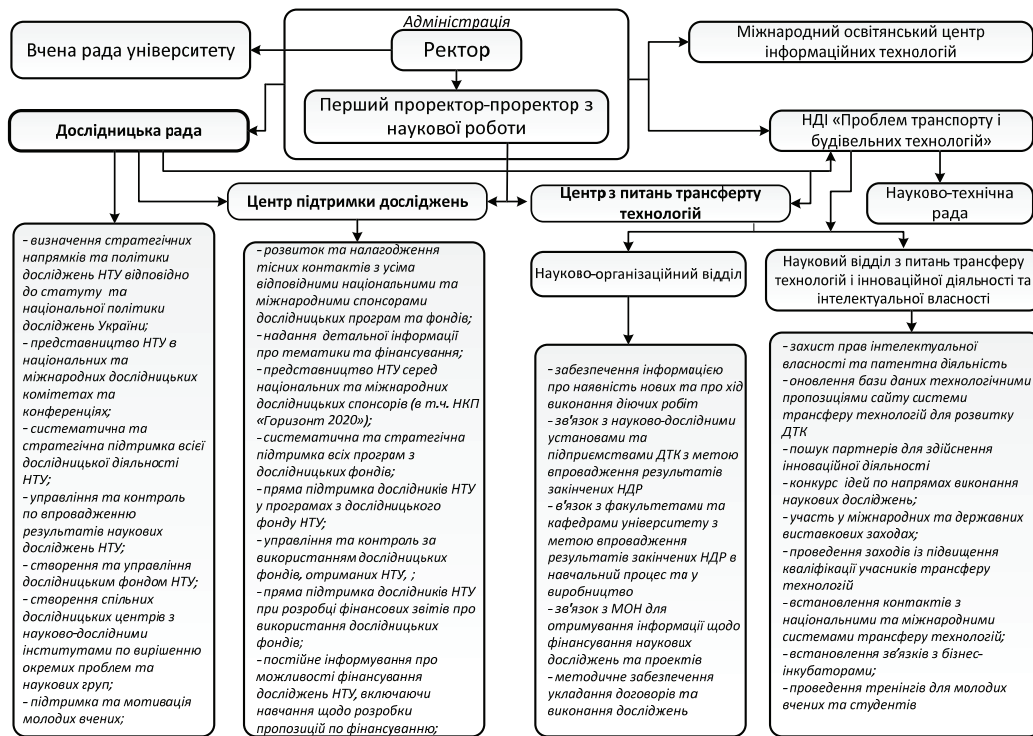 Адміністрація
Вчена рада університету
Ректор
Міжнародний освітянський центр
інформаційних технологій
Перший проректор-проректор з
наукової роботи
Дослідницька рада
НДІ «Проблем транспорту і
будівельних технологій»
Центр підтримки досліджень
Центр з питань трансферту
технологій
Науково-технічна
рада
Науково-організаційний відділ
Науковий відділ з питань трансферу
технологій і інноваційної діяльності та
інтелектуальної власності
- визначення стратегічних
напрямків та політики
досліджень НТУ відповідно
до статуту та
національної політики
досліджень України;
- представництво НТУ в
національних та
міжнародних дослідницьких
комітетах та
конференціях;
- систематична та
стратегічна підтримка всієї
дослідницької діяльності
НТУ;
- управління та контроль
по впровадженню
результатів наукових
досліджень НТУ;
- створення та управління
дослідницьким фондом НТУ;
- створення спільних
дослідницьких центрів з
науково-дослідними
інститутами по вирішенню
окремих проблем та
наукових груп;
- підтримка та мотивація
молодих вчених;
- розвиток та налагодження
тісних контактів з усіма
відповідними національними та
міжнародними спонсорами
дослідницьких програм та фондів;
- надання детальної інформації
про тематики та фінансування;
- представництво НТУ серед
національних та міжнародних
дослідницьких спонсорів (в т.ч. НКП
«Горизонт 2020»);
- систематична та стратегічна
підтримка всіх програм з
дослідницьких фондів;
- пряма підтримка дослідників НТУ
у програмах з дослідницького
фонду НТУ;
- управління та контроль за
використанням дослідницьких
фондів, отриманих НТУ, ;
- пряма підтримка дослідників НТУ
при розробці фінансових звітів про
використання дослідницьких
фондів;
- постійне інформування про
можливості фінансування
досліджень НТУ, включаючи
навчання щодо розробки
пропозицій по фінансуванню;
- забезпечення інформацією
про наявність нових та про хід
виконання діючих робіт
- зв'язок з науково-дослідними
установами та
підприємствами ДТК з метою
впровадження результатів
закінчених НДР
- в'язок з факультетами та
кафедрами університету з
метою впровадження
результатів закінчених НДР в
навчальний процес та у
виробництво
- зв'язок з МОН для
отримування інформації щодо
фінансування наукових
досліджень та проектів
- методичне забезпечення
укладання договорів та
виконання досліджень
- захист прав інтелектуальної
власності та патентна діяльність
- оновлення бази даних технологічними
пропозиціями сайту системи
трансферу технологій для розвитку
ДТК
- пошук партнерів для здійснення
інноваційної діяльності
- конкурс ідей по напрямах виконання
наукових досліджень;
- участь у міжнародних та державних
виставкових заходах;
- проведення заходів із підвищення
кваліфікації учасників трансферу
технологій
- встановлення контактів з
національними та міжнародними
системами трансферу технологій;
- встановлення зв'язків з бізнес-
інкубаторами;
- проведення тренінгів для молодих
вчених та студентів